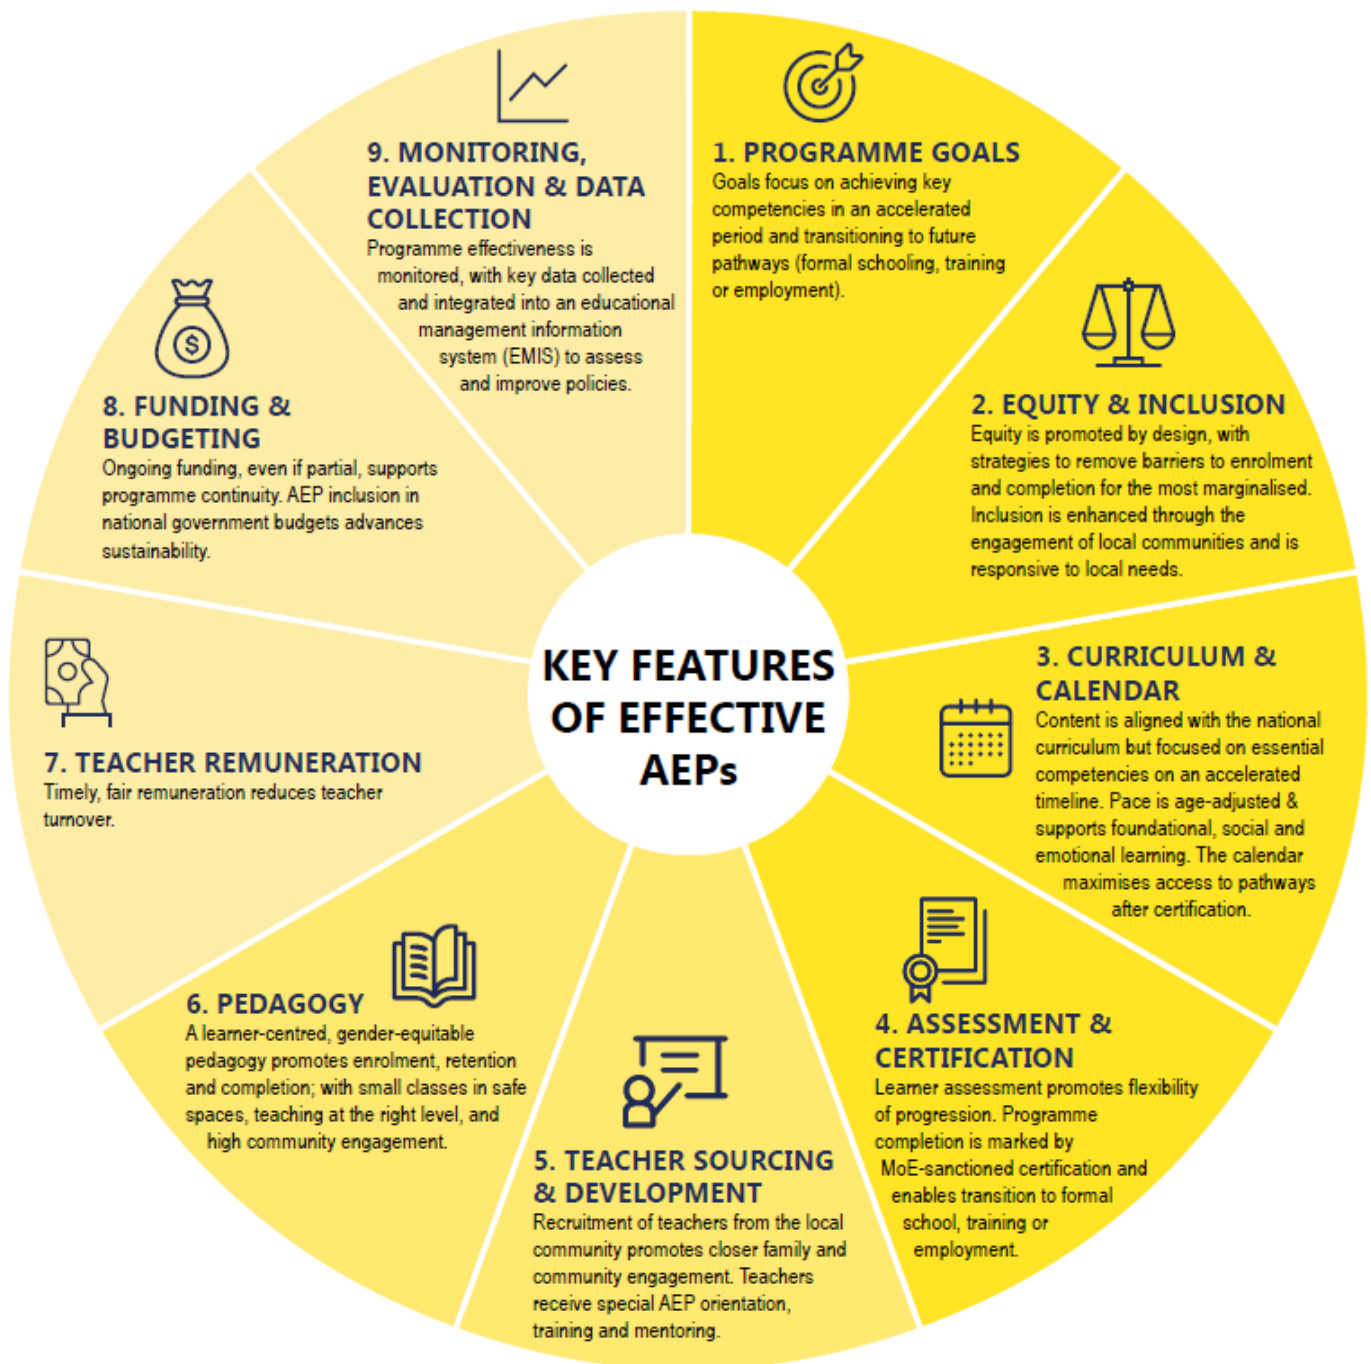 KEY FEATURES
OF EFFECTIVE
AEPs
1. PROGRAMME GOALS
Goals focus on achieving key
competencies in an accelerated
period and transitioning to future
pathways (formal schooling, training
or employment).
2. EQUITY & INCLUSION
Equity is promoted by design, with
strategies to remove barriers to enrolment
and completion for the most marginalised.
Inclusion is enhanced through the
engagement of local communities and is
responsive to local needs.
3. CURRICULUM &
CALENDAR
Content is aligned with the national
curriculum but focused on essential
competencies on an accelerated
timeline. Pace is age-adjusted &
supports foundational, social and
emotional learning. The calendar
maximises access to pathways
after certification.
4. ASSESSMENT &
CERTIFICATION
Learner assessment promotes flexibility
of progression. Programme
completion is marked by
MoE-sanctioned certification and
enables transition to formal
school, training or
employment.
5. TEACHER SOURCING
& DEVELOPMENT
Recruitment of teachers from the local
community promotes closer family and
community engagement. Teachers
receive special AEP orientation,
training and mentoring.
6. PEDAGOGY
A learner-centred, gender-equitable
pedagogy promotes enrolment, retention
and completion; with small classes in safe
spaces, teaching at the right level, and
high community engagement.
7. TEACHER REMUNERATION
Timely, fair remuneration reduces teacher
turnover.
8. FUNDING &
BUDGETING
Ongoing funding, even if partial, supports
programme continuity. AEP inclusion in
national government budgets advances
sustainability.
$
9. MONITORING,
EVALUATION & DATA
COLLECTION
Programme effectiveness is
monitored, with key data collected
and integrated into an educational
management information
system (EMIS) to assess
and improve policies.